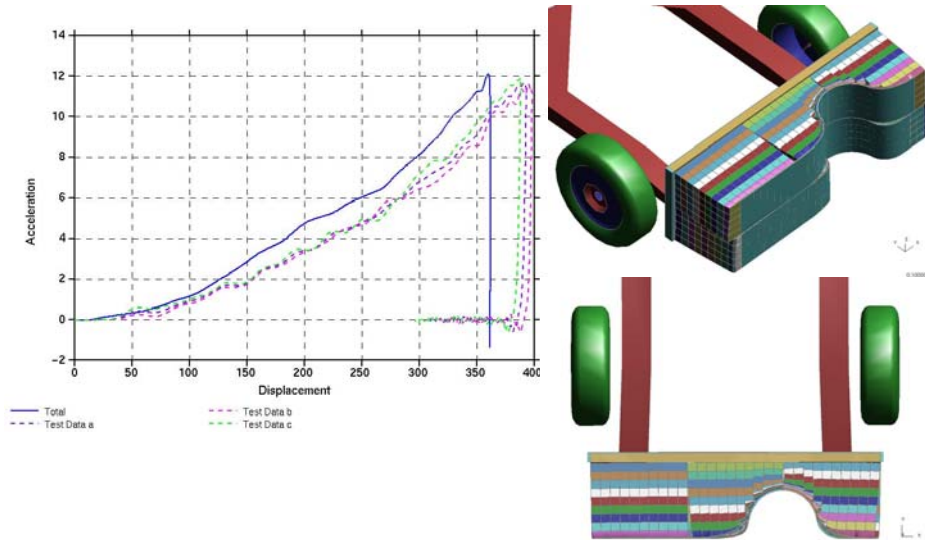 14
12
10
8
6
4
2
0
−2
Acceleration
0 50 100 150 200 250 300 350 400
Displacement
Total
Test Data b
Test Data a
Test Data c